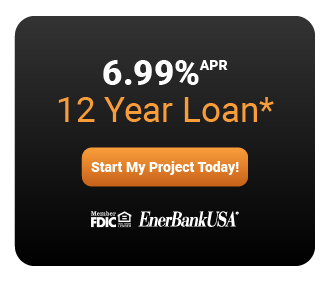 6.99% APR
12 Year Loan*
Start My Project Today!
Member
FDIC EnerBankUSA®